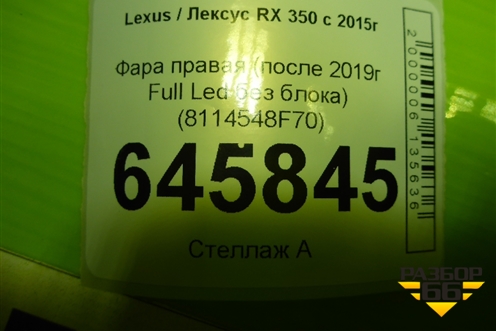 Lexus / Лексус RX 350 с 2015г
Фара правая (после 2019г
Full Led без блока)
(8114548F70)
645845
Стеллаж А
2000006135636
РАЗБОР
66